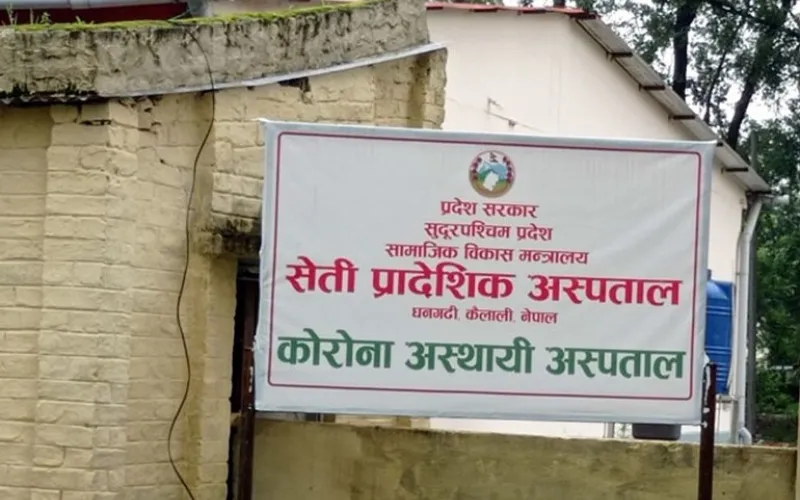 प्रदेश सरकार
सुदूरपश्चिम प्रदेश
सामाजिक विकास मन्त्रालय
सेती प्रादेशिक अस्पताल
धनगढी, कैलाली, नेपाल
कोरोना अस्थायी अस्पताल